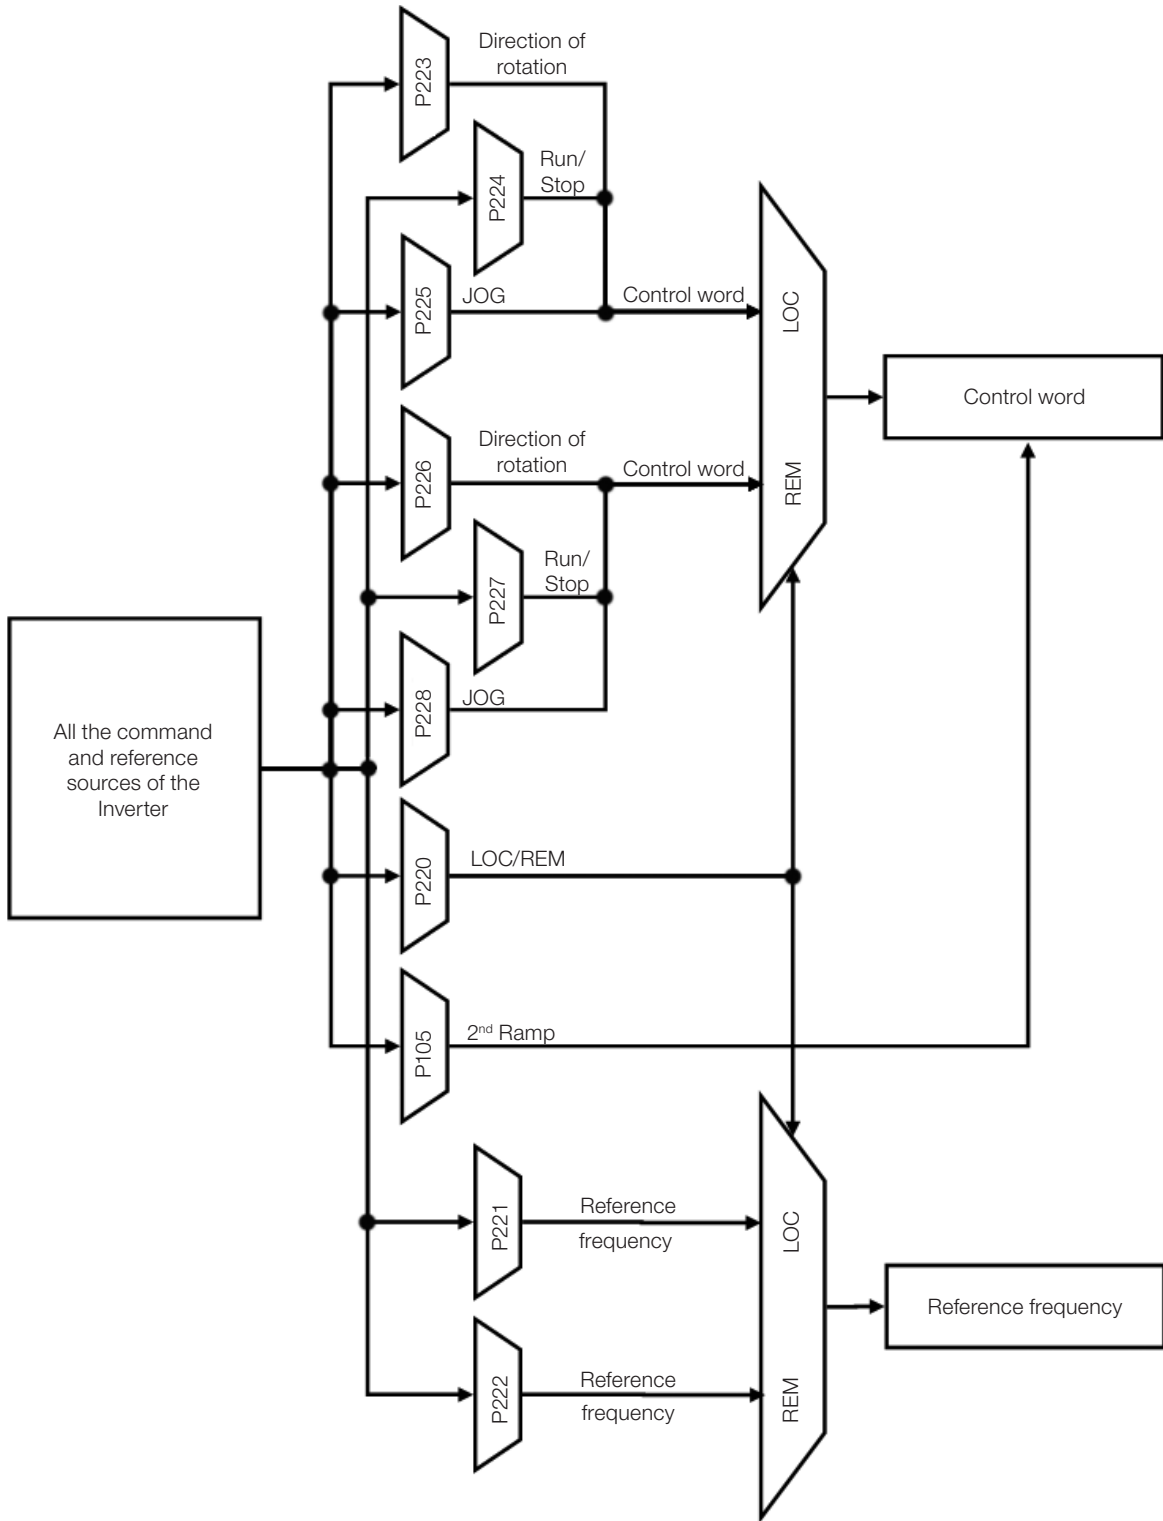 Direction of
rotation
P223
Run/
Stop
P224
P225
JOG
Control word
LOC
Control word
P226
Direction of
rotation
Control word
REM
P227
Run/
Stop
P228
JOG
All the command
and reference
sources of the
Inverter
P220
LOC/REM
P105
2nd Ramp
P221
Reference
frequency
LOC
Reference frequency
P222
Reference
frequency
REM